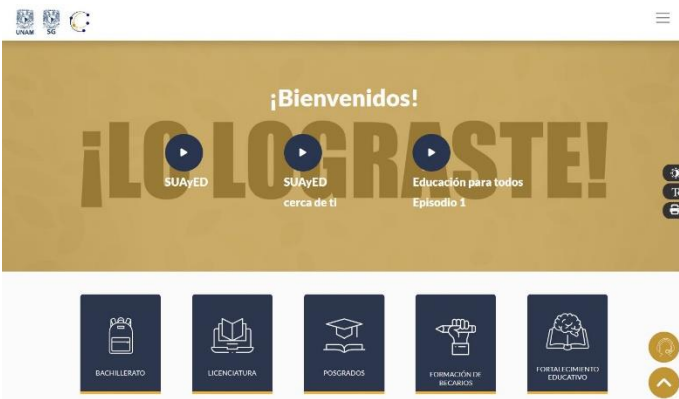 UNAM
SG
¡Bienvenidos!
¡LO LOGRASTE!
SUAyED
SUAyED
cerca de ti
Educación para todos
Episodio 1
BACHILLERATO
LICENCIATURA
POSGRADOS
FORMACIÓN DE
BECARIOS
FORTALECIMIENTO
EDUCATIVO